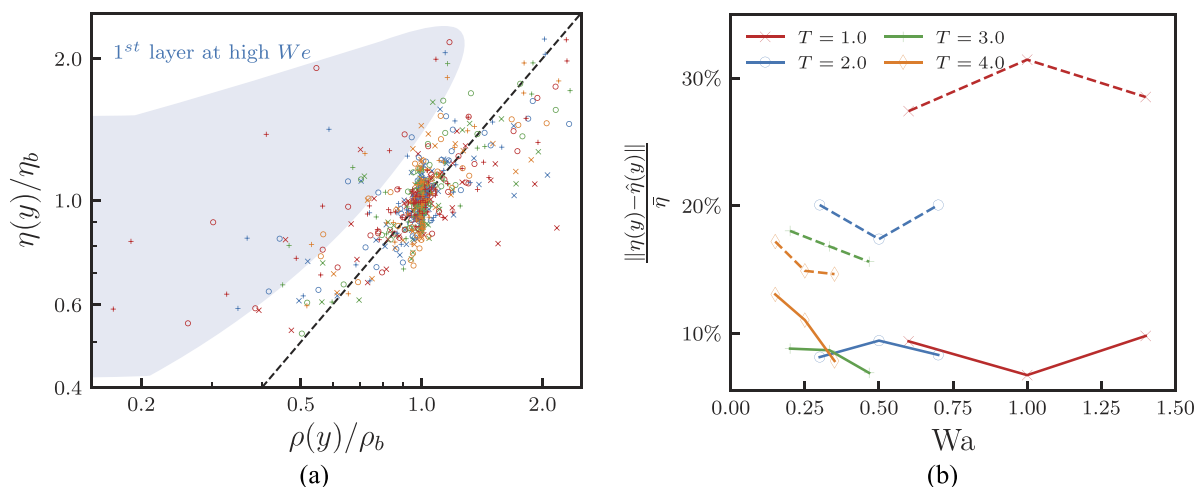 1st layer at high We
2.0
1.0
0.6
0.4
0.2
0.5
1.0
2.0
η(y)/η_b
ρ(y)/ρ_b
(a)
T = 1.0
T = 2.0
T = 3.0
T = 4.0
30%
20%
10%
0.00
0.25
0.50
0.75
1.00
1.25
1.50
||η(y)−η̂(y)||
η̄
Wa
(b)